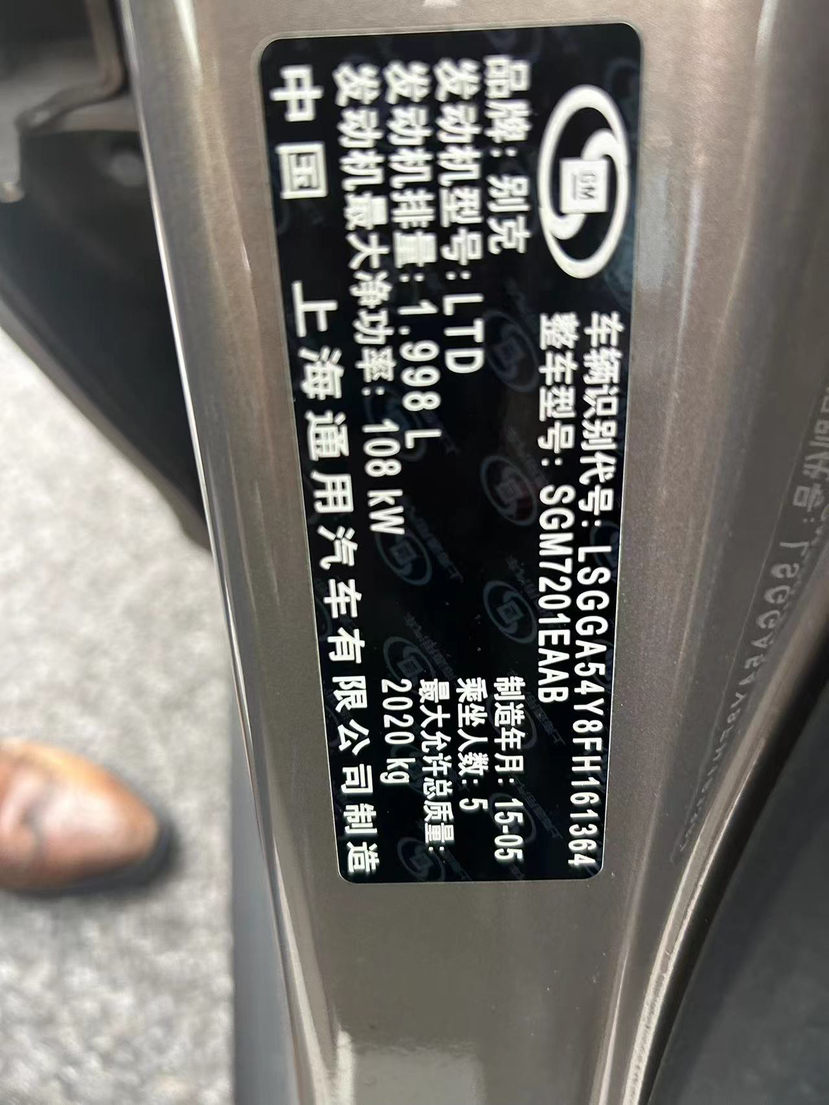 GM
车辆识别代号: LSGGA54Y8FH161364
整车型号: SGM7201EAAB
品牌: 别克
发动机型号: LTD
发动机排量: 1.998 L
发动机最大净功率: 108 kW
制造年月: 15-05
乘坐人数: 5
最大允许总质量:
2020 kg
中国 上海通用汽车有限公司制造